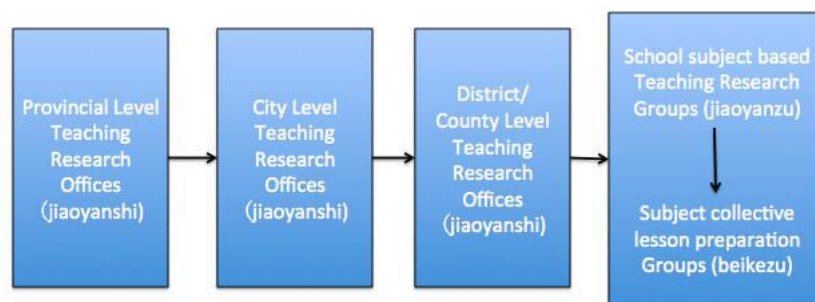 Provincial Level
Teaching
Research
Offices
(jiaoyanshi)
City Level
Teaching
Research
Offices
(jiaoyanshi)
District/
County Level
Teaching
Research
Offices
(jiaoyanshi)
School subject based
Teaching Research
Groups (jiaoyanzu)
Subject collective
lesson preparation
Groups (beikezu)